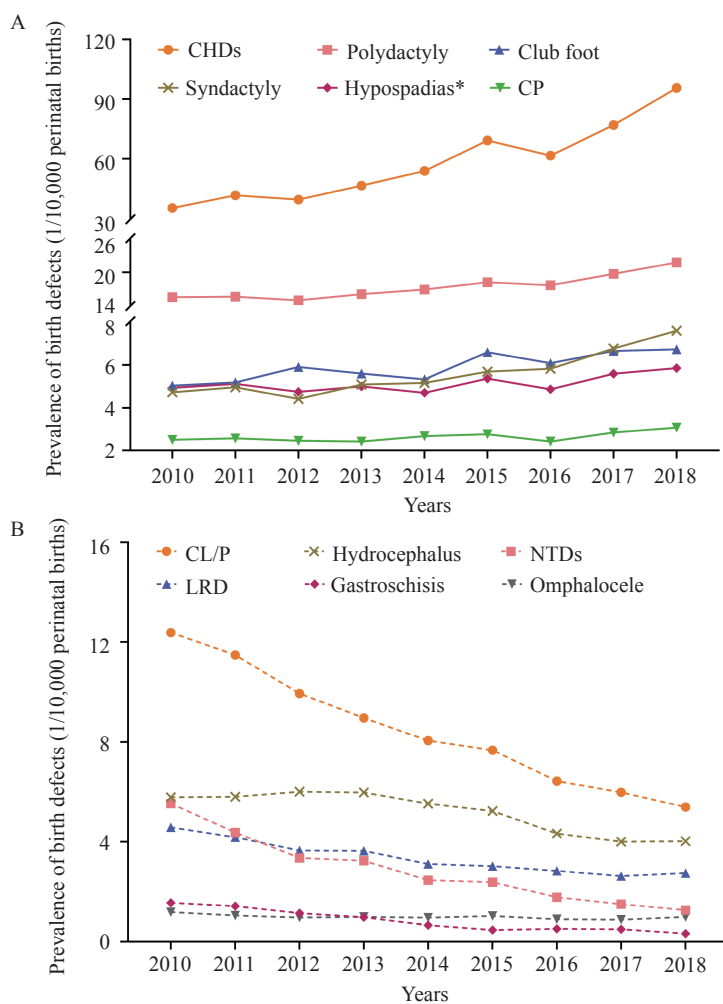 A
Prevalence of birth defects (1/10,000 perinatal births)
120
90
60
30
26
20
14
8
6
4
2
CHDs Polydactyly Club foot
Syndactyly Hypospadias* CP
2010 2011 2012 2013 2014 2015 2016 2017 2018
Years
B
Prevalence of birth defects (1/10,000 perinatal births)
16
12
8
4
0
CL/P Hydrocephalus NTDs
LRD Gastroschisis Omphalocele
2010 2011 2012 2013 2014 2015 2016 2017 2018
Years